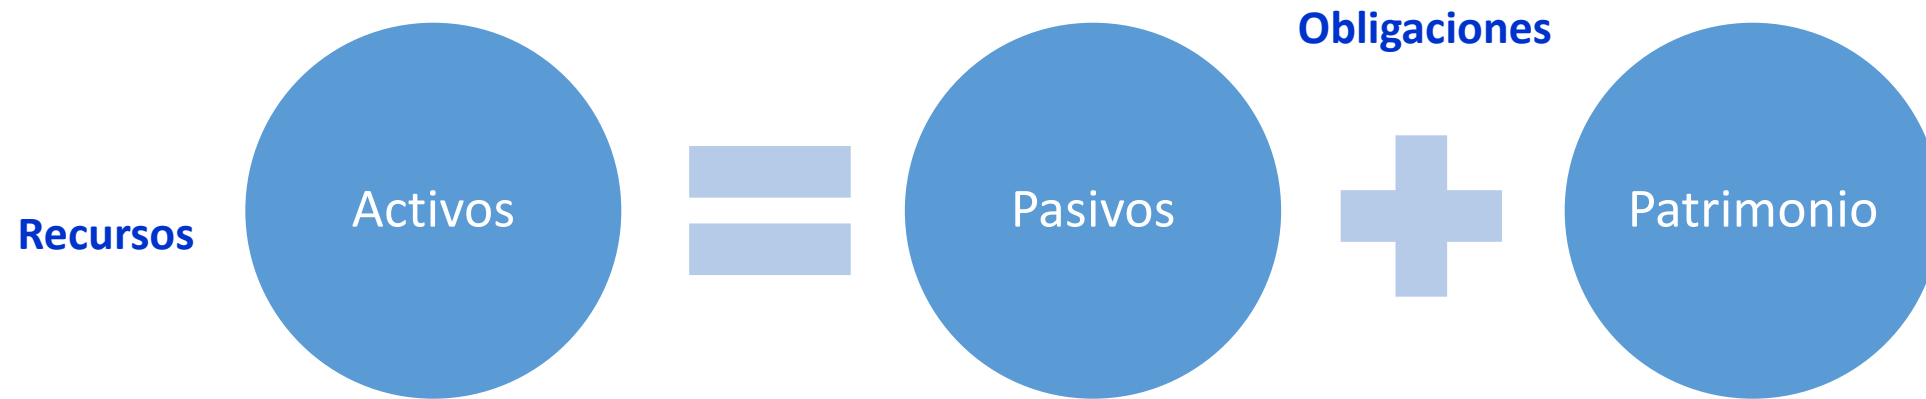 Obligaciones
Recursos
Activos
Pasivos
Patrimonio